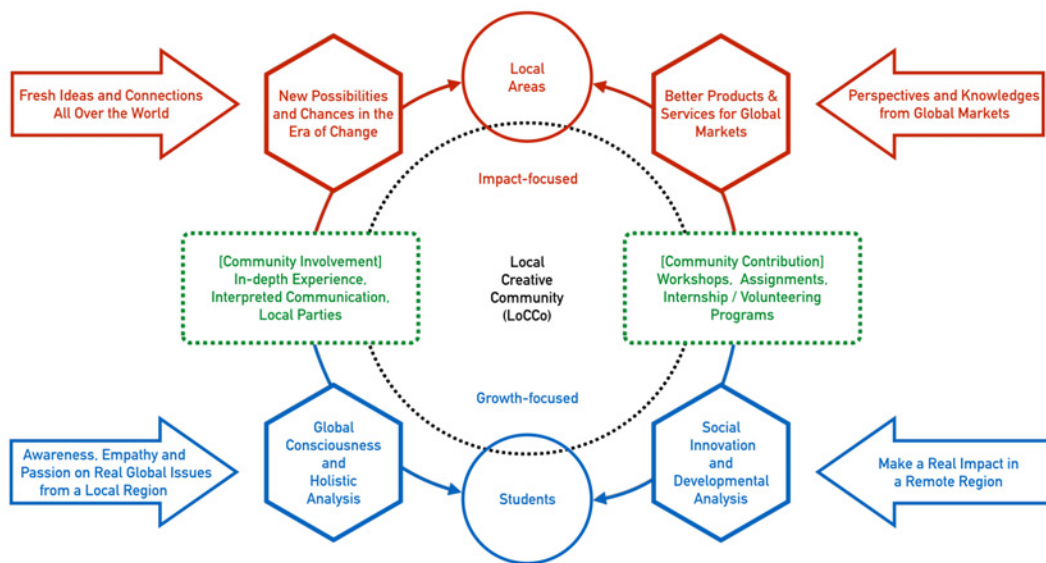 Fresh Ideas and Connections
All Over the World
New Possibilities
and Chances in the
Era of Change
Local
Areas
Better Products &
Services for Global
Markets
Perspectives and Knowledges
from Global Markets
Impact-focused
[Community Involvement]
In-depth Experience,
Interpreted Communication,
Local Parties
Local
Creative
Community
(LoCCo)
[Community Contribution]
Workshops, Assignments,
Internship / Volunteering
Programs
Growth-focused
Awareness, Empathy and
Passion on Real Global Issues
from a Local Region
Global
Consciousness
and
Holistic
Analysis
Students
Social
Innovation
and
Developmental
Analysis
Make a Real Impact in
a Remote Region